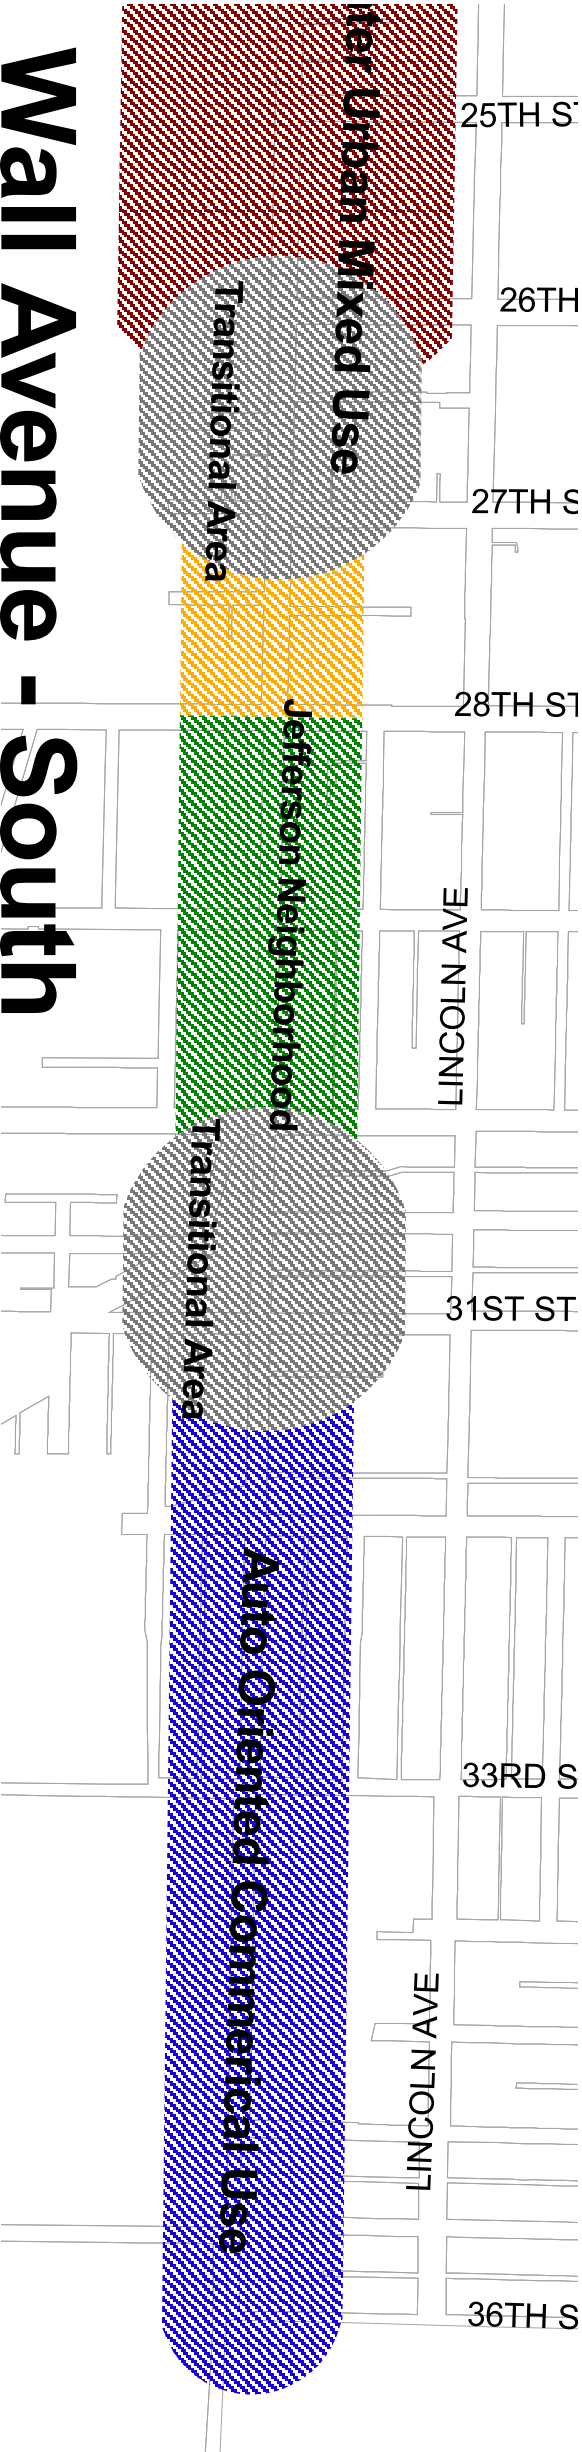 Wall Avenue - South
ter Urban Mixed Use
Transitional Area
25TH ST
26TH
27TH S
28TH ST
Jefferson Neighborhood
LINCOLN AVE
Transitional Area
31ST ST
Auto Oriented Commerical Use
33RD S
LINCOLN AVE
36TH S